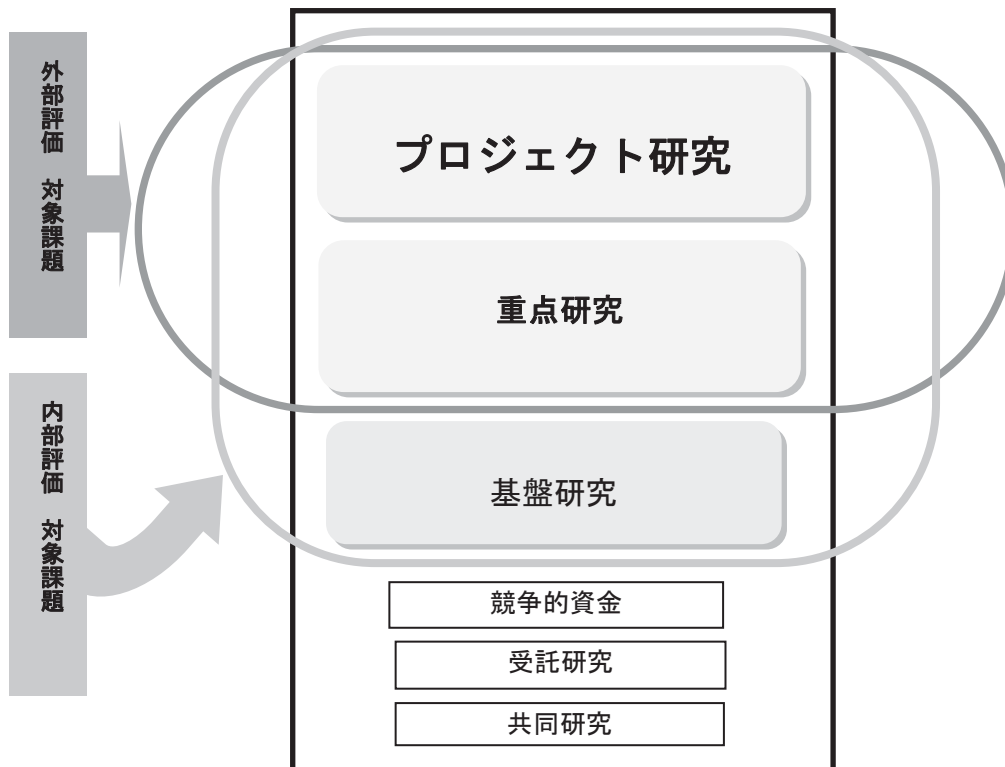 外部評価　対象課題
プロジェクト研究
重点研究
内部評価　対象課題
基盤研究
競争的資金
受託研究
共同研究